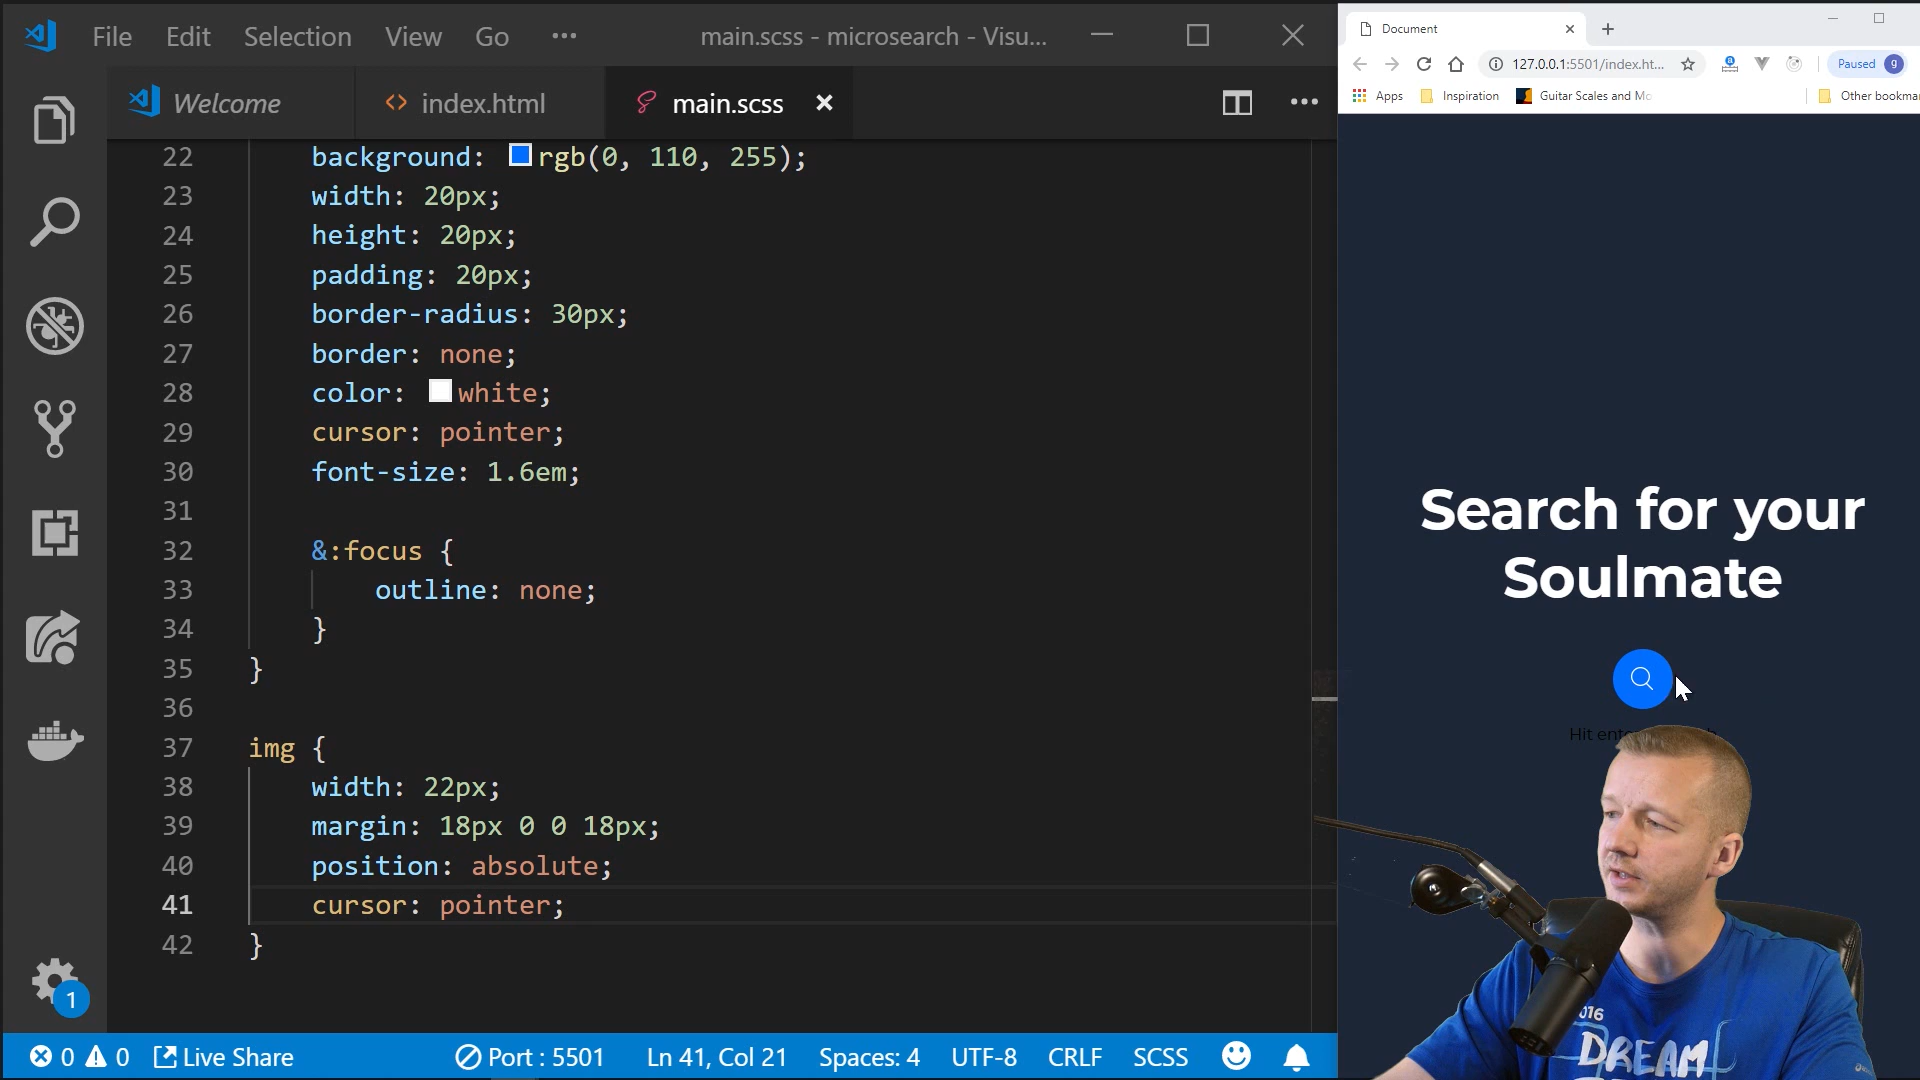 File Edit Selection View Go ••• main.scss - microsearch - Visu...
Welcome index.html main.scss
22 background: rgb(0, 110, 255);
23 width: 20px;
24 height: 20px;
25 padding: 20px;
26 border-radius: 30px;
27 border: none;
28 color: white;
29 cursor: pointer;
30 font-size: 1.6em;
31
32 &:focus {
33 outline: none;
34 }
35 }
36
37 img {
38 width: 22px;
39 margin: 18px 0 0 18px;
40 position: absolute;
41 cursor: pointer;
42 }
1
0 0 Live Share Port : 5501 Ln 41, Col 21 Spaces: 4 UTF-8 CRLF SCSS
Document
127.0.0.1:5501/index.ht... Paused g
Apps Inspiration Guitar Scales and Mo Other bookma
Search for your
Soulmate
Hit
016
DREAM